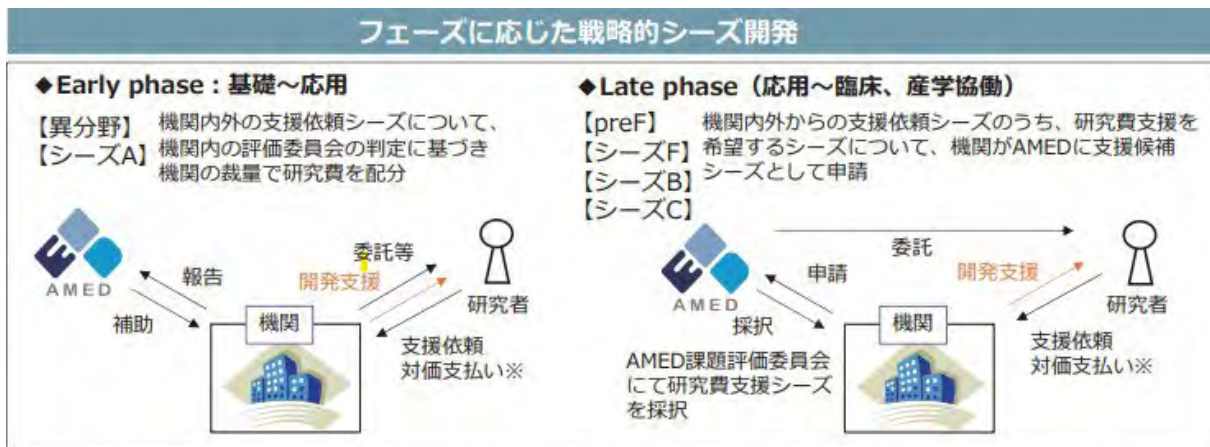 フェーズに応じた戦略的シーズ開発
◆Early phase：基礎～応用
【異分野】
【シーズA】
機関内外の支援依頼シーズについて、
機関内の評価委員会の判定に基づき
機関の裁量で研究費を配分
AMED
報告
補助
機関
委託等
開発支援
研究者
支援依頼
対価支払い※
◆Late phase（応用～臨床、産学協働）
【preF】
【シーズF】
【シーズB】
【シーズC】
機関内外からの支援依頼シーズのうち、研究費支援を
希望するシーズについて、機関がAMEDに支援候補
シーズとして申請
AMED
委託
申請
採択
機関
開発支援
研究者
支援依頼
対価支払い※
AMED課題評価委員会
にて研究費支援シーズ
を採択